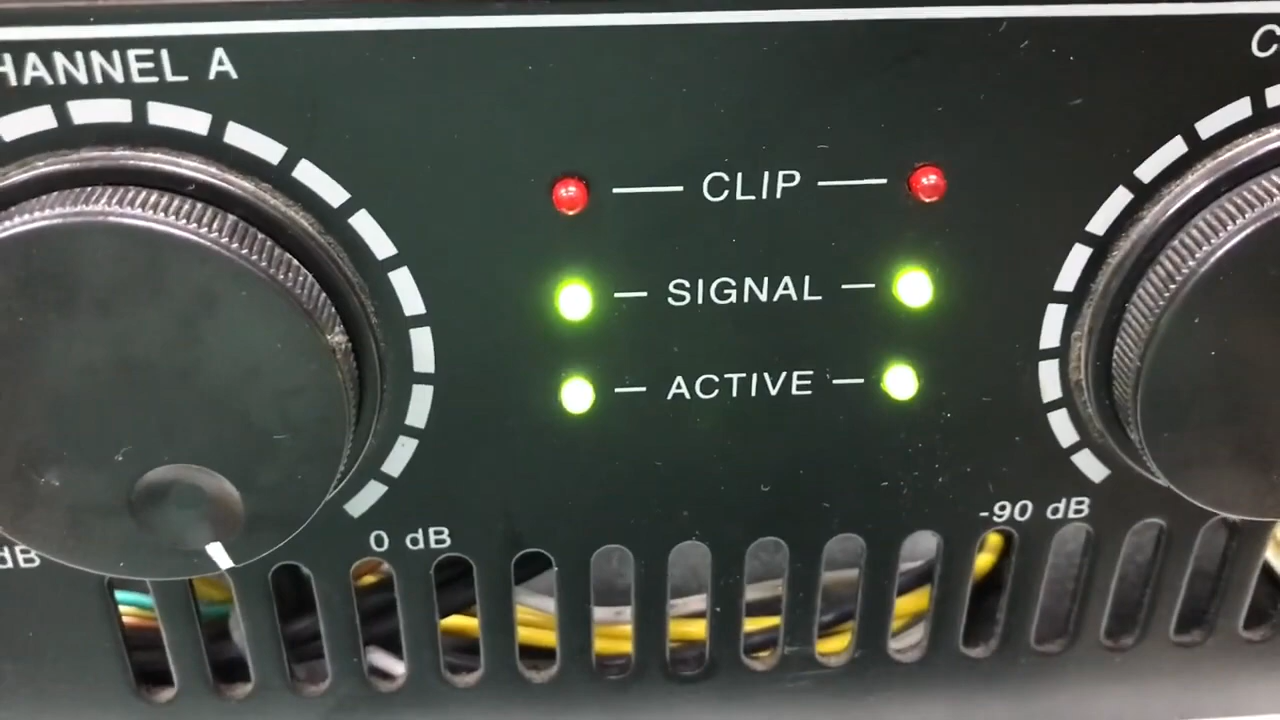 HANNEL A
C
CLIP
SIGNAL
ACTIVE
-90 dB
0 dB
dB